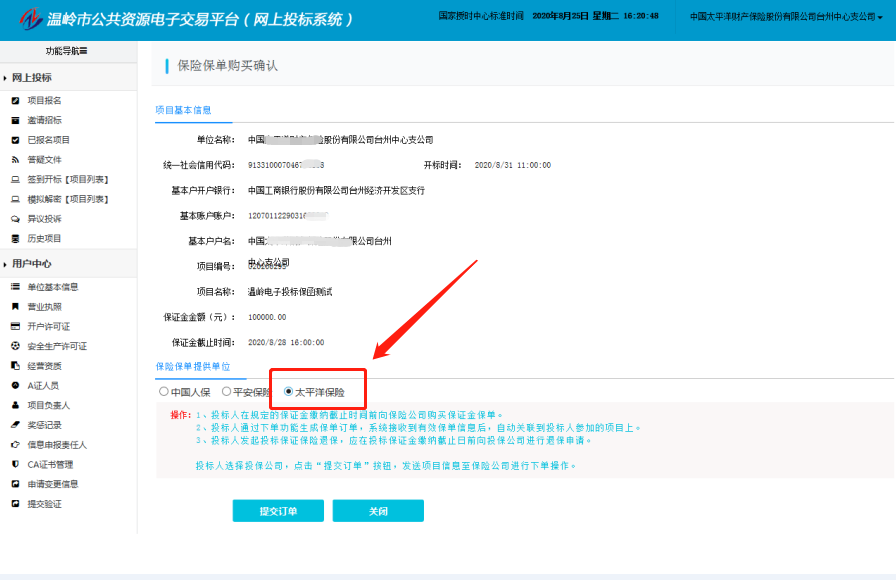 温岭市公共资源电子交易平台（网上投标系统）
国家授时中心标准时间 2020年8月25日 星期二 16:20:48
中国太平洋财产保险股份有限公司台州中心支公司
功能导航
网上投标
项目报名
邀请招标
已报名项目
答疑文件
签到开标【项目列表】
模拟解密【项目列表】
异议投诉
历史项目
用户中心
单位基本信息
营业执照
开户许可证
安全生产许可证
经营资质
A证人员
项目负责人
奖惩记录
信息申报责任人
CA证书管理
申请变更信息
提交验证
保险保单购买确认
项目基本信息
单位名称： 中国 股份有限公司台州中心支公司
统一社会信用代码： 9133100070467
开标时间： 2020/8/31 11:00:00
基本户开户银行： 中国工商银行股份有限公司台州经济开发区支行
基本账户账户： 1207011229031
基本户户名： 中国 限公司台州
中心支公司
项目编号：
项目名称： 温岭电子投标保函测试
保证金金额（元）： 100000.00
保证金截止时间： 2020/8/28 16:00:00
保险保单提供单位
中国人保 平安保险 太平洋保险
操作：1、投标人在规定的保证金缴纳截止时间前向保险公司购买保证金保单。
2、投标人通过下单功能生成保单订单，系统接收到有效保单信息后，自动关联到投标人参加的项目上。
3、投标人发起投标保证保险退保，应在投标保证金缴纳截止日前向投保公司进行退保申请。
投标人选择投保公司，点击“提交订单”按钮，发送项目信息至保险公司进行下单操作。
提交订单 关闭